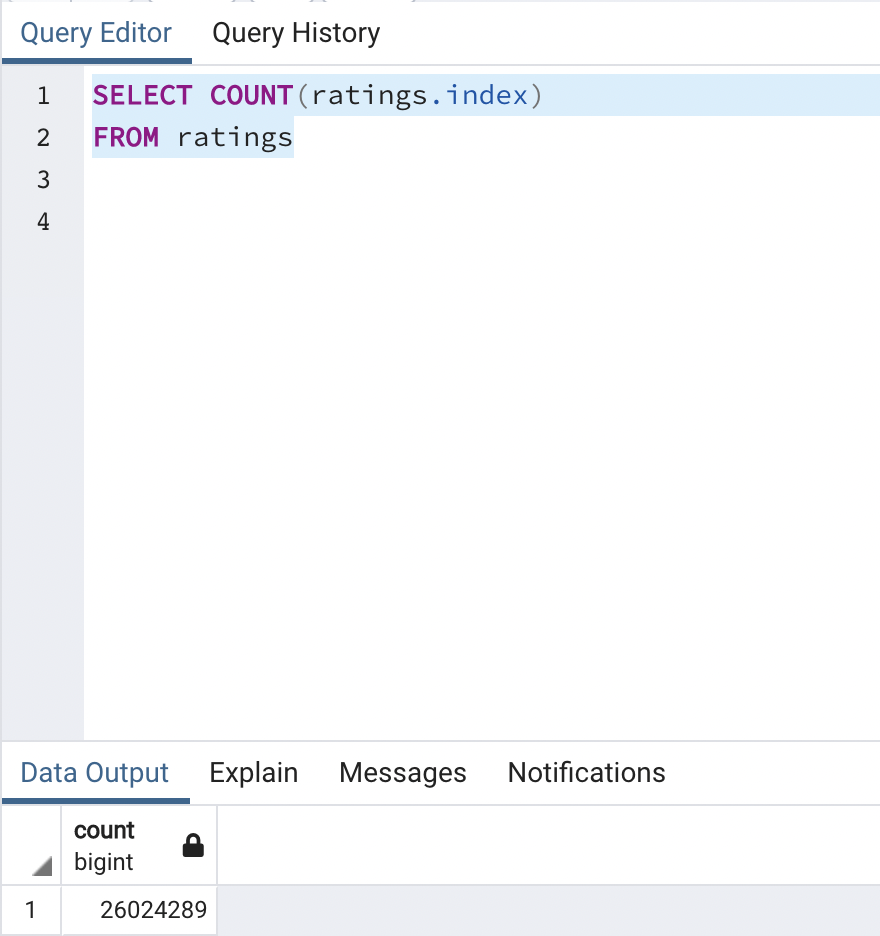 Query Editor Query History
1 SELECT COUNT(ratings.index)
2 FROM ratings
3
4
Data Output Explain Messages Notifications
count
bigint
1 26024289